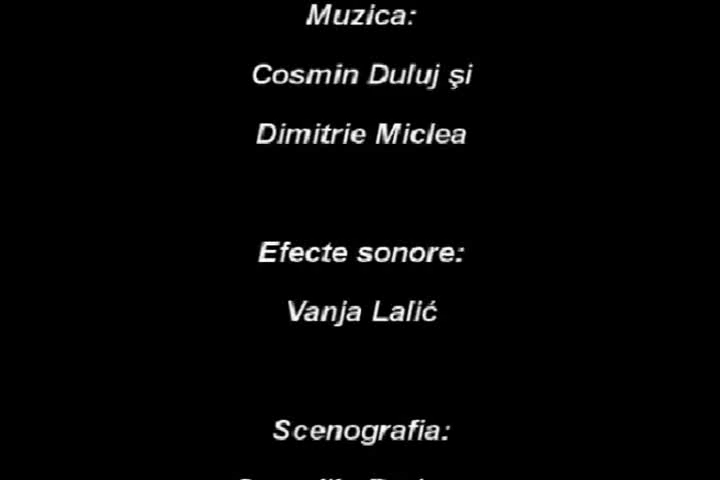 Muzica:
Cosmin Duluj şi
Dimitrie Miclea
Efecte sonore:
Vanja Lalić
Scenografia: